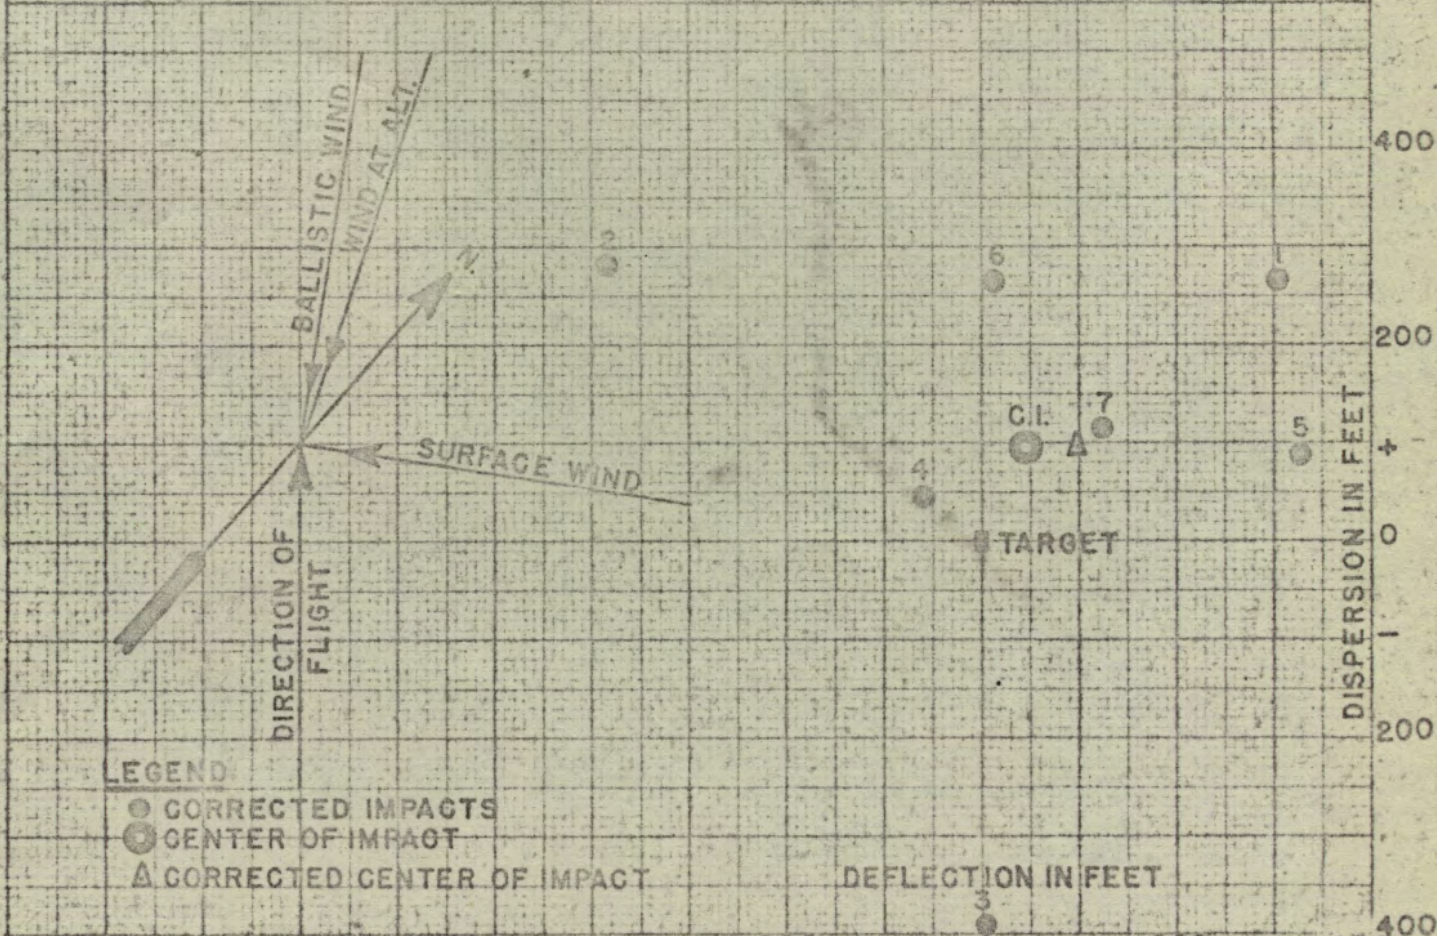 400
BALLISTIC WIND
WIND AT ALT.
N
2
6
1
200
C.I.
7
5
+
SURFACE WIND
4
TARGET
0
DISPERSION IN FEET
DIRECTION OF
FLIGHT
-
200
LEGEND
CORRECTED IMPACTS
CENTER OF IMPACT
CORRECTED CENTER OF IMPACT
DEFLECTION IN FEET
3
400